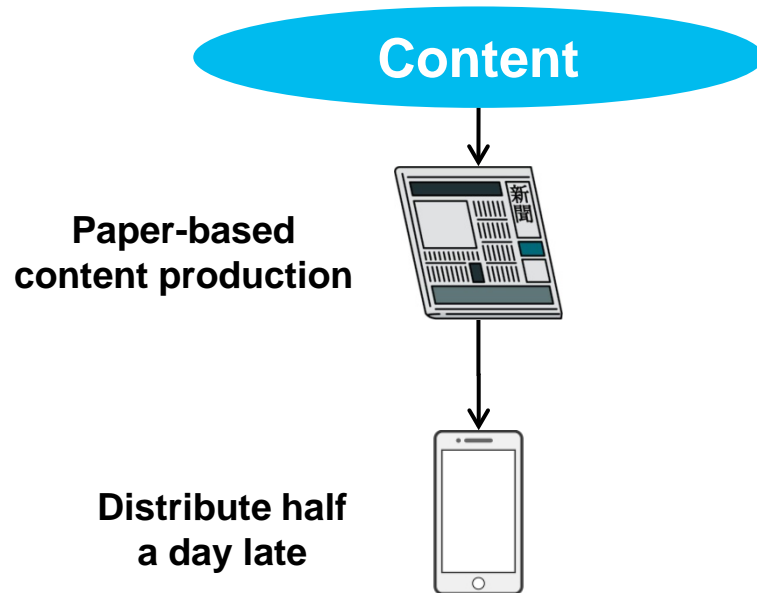 Content
新
聞
Paper-based
content production
Distribute half
a day late